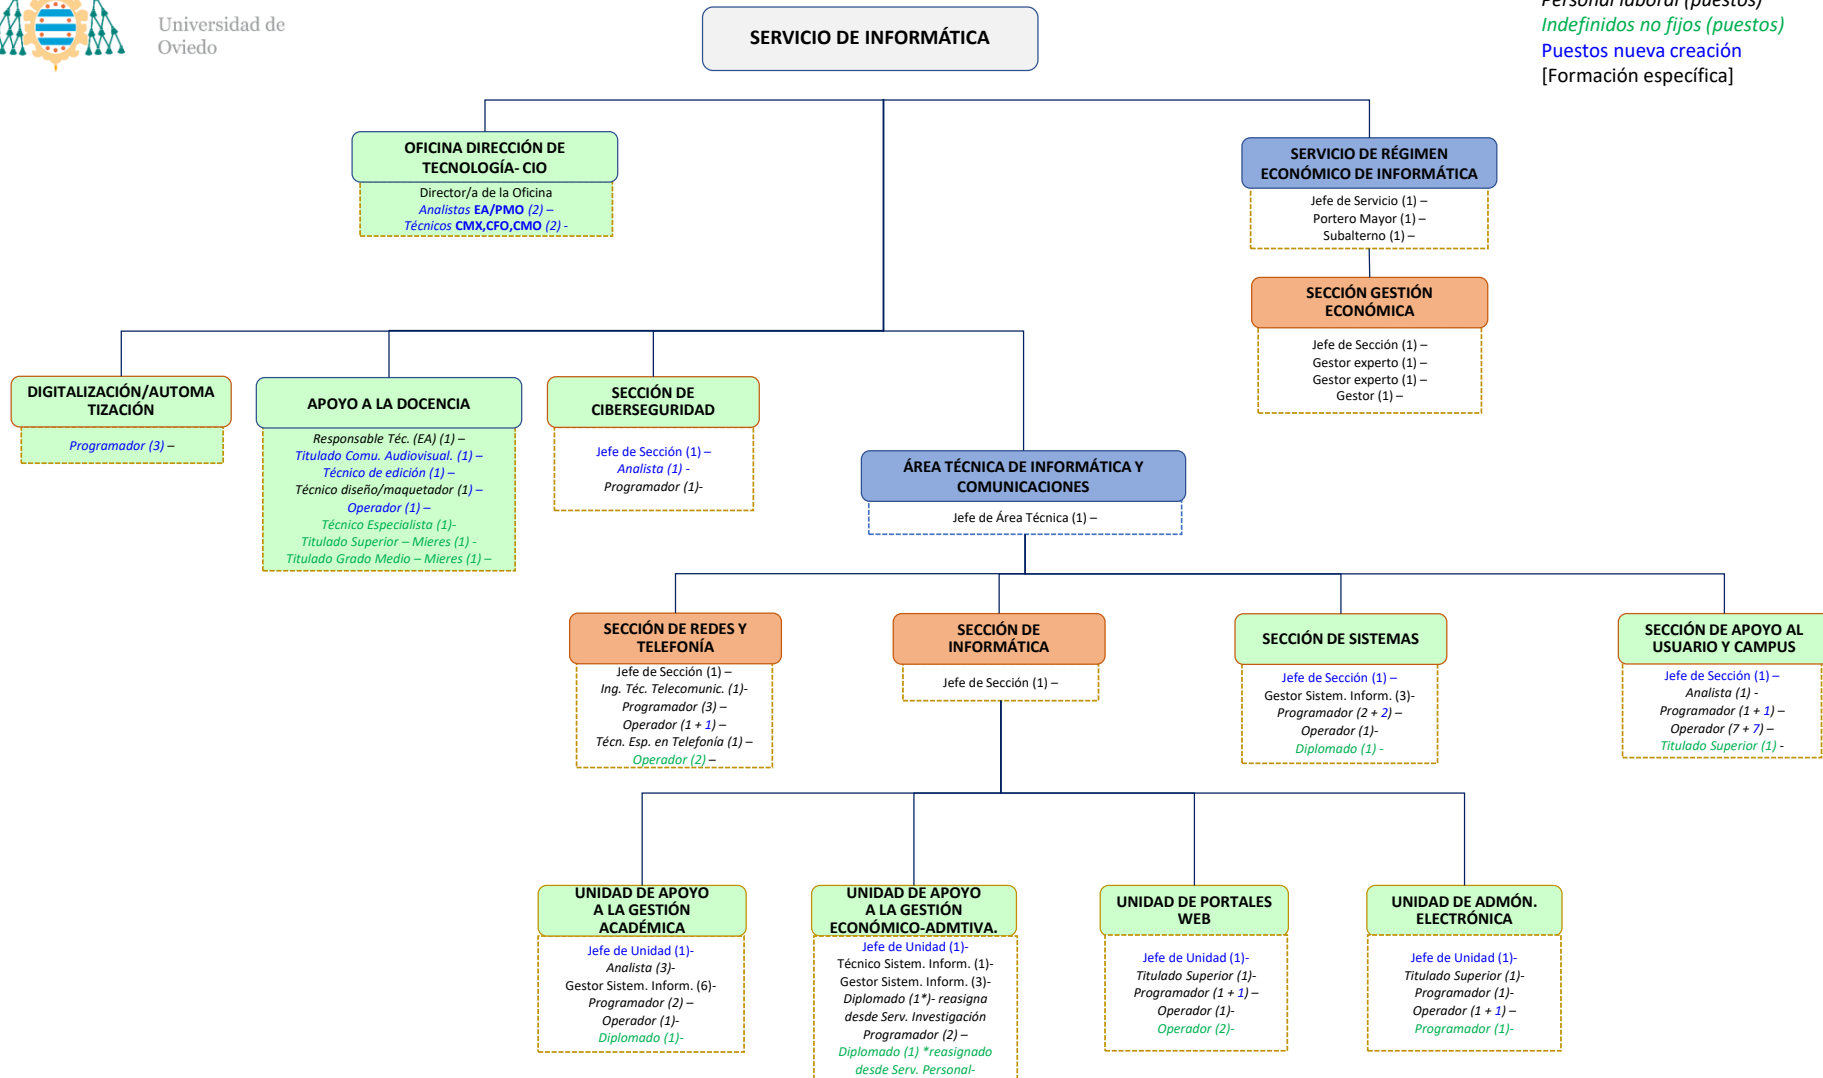 Universidad de
Oviedo
SERVICIO DE INFORMÁTICA
Personal laboral (puestos)
Indefinidos no fijos (puestos)
Puestos nueva creación
[Formación específica]
OFICINA DIRECCIÓN DE
TECNOLOGÍA- CIO
Director/a de la Oficina
Analistas EA/PMO (2) –
Técnicos CMX,CFO,CMO (2) -
SERVICIO DE RÉGIMEN
ECONÓMICO DE INFORMÁTICA
Jefe de Servicio (1) –
Portero Mayor (1) –
Subalterno (1) –
SECCIÓN GESTIÓN
ECONÓMICA
Jefe de Sección (1) –
Gestor experto (1) –
Gestor experto (1) –
Gestor (1) –
DIGITALIZACIÓN/AUTOMA
TIZACIÓN
Programador (3) –
APOYO A LA DOCENCIA
Responsable Téc. (EA) (1) –
Titulado Comu. Audiovisual. (1) –
Técnico de edición (1) –
Técnico diseño/maquetador (1) –
Operador (1) –
Técnico Especialista (1)-
Titulado Superior – Mieres (1) -
Titulado Grado Medio – Mieres (1) –
SECCIÓN DE
CIBERSEGURIDAD
Jefe de Sección (1) –
Analista (1) -
Programador (1)-
ÁREA TÉCNICA DE INFORMÁTICA Y
COMUNICACIONES
Jefe de Área Técnica (1) –
SECCIÓN DE REDES Y
TELEFONÍA
Jefe de Sección (1) –
Ing. Téc. Telecomunic. (1)-
Programador (3) –
Operador (1 + 1) –
Técn. Esp. en Telefonía (1) –
Operador (2) –
SECCIÓN DE
INFORMÁTICA
Jefe de Sección (1) –
SECCIÓN DE SISTEMAS
Jefe de Sección (1) –
Gestor Sistem. Inform. (3)-
Programador (2 + 2) –
Operador (1)-
Diplomado (1) -
SECCIÓN DE APOYO AL
USUARIO Y CAMPUS
Jefe de Sección (1) –
Analista (1) -
Programador (1 + 1) –
Operador (7 + 7) –
Titulado Superior (1) -
UNIDAD DE APOYO
A LA GESTIÓN
ACADÉMICA
Jefe de Unidad (1)-
Analista (3)-
Gestor Sistem. Inform. (6)-
Programador (2) –
Operador (1)-
Diplomado (1)-
UNIDAD DE APOYO
A LA GESTIÓN
ECONÓMICO-ADMTIVA.
Jefe de Unidad (1)-
Técnico Sistem. Inform. (1)-
Gestor Sistem. Inform. (3)-
Diplomado (1*)- reasigna
desde Serv. Investigación
Programador (2) –
Diplomado (1) *reasignado
desde Serv. Personal-
UNIDAD DE PORTALES
WEB
Jefe de Unidad (1)-
Titulado Superior (1)-
Programador (1 + 1) –
Operador (1)-
Operador (2)-
UNIDAD DE ADMÓN.
ELECTRÓNICA
Jefe de Unidad (1)-
Titulado Superior (1)-
Programador (1)-
Operador (1 + 1) –
Programador (1)-